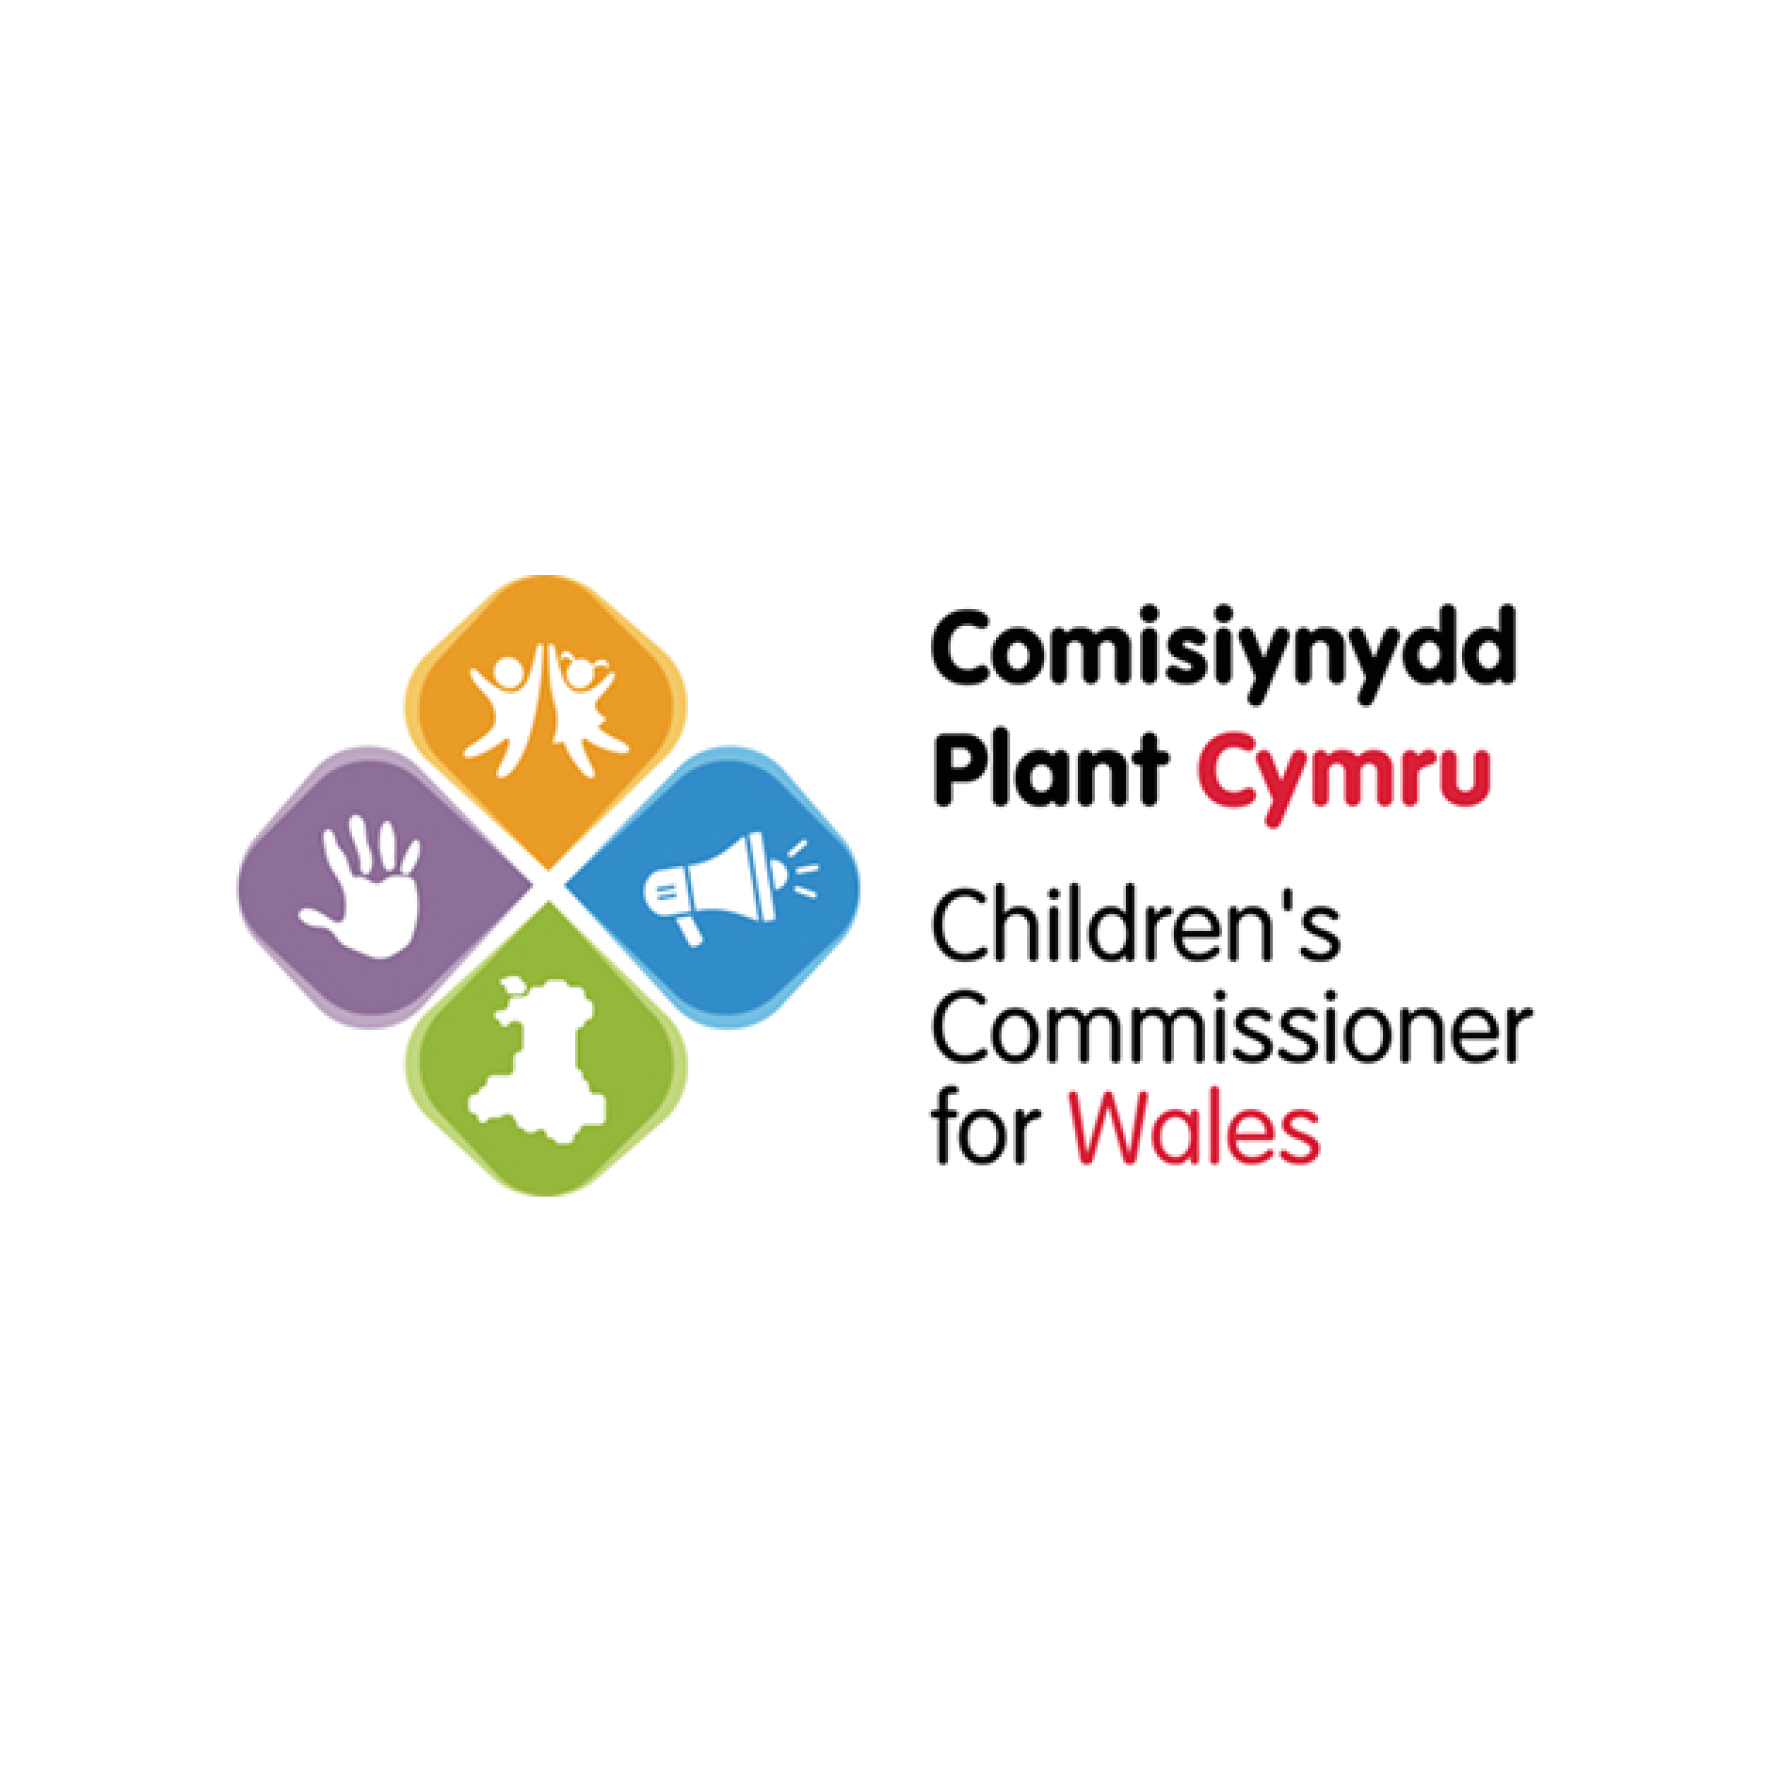 Comisiynydd
Plant Cymru
Children's
Commissioner
for Wales